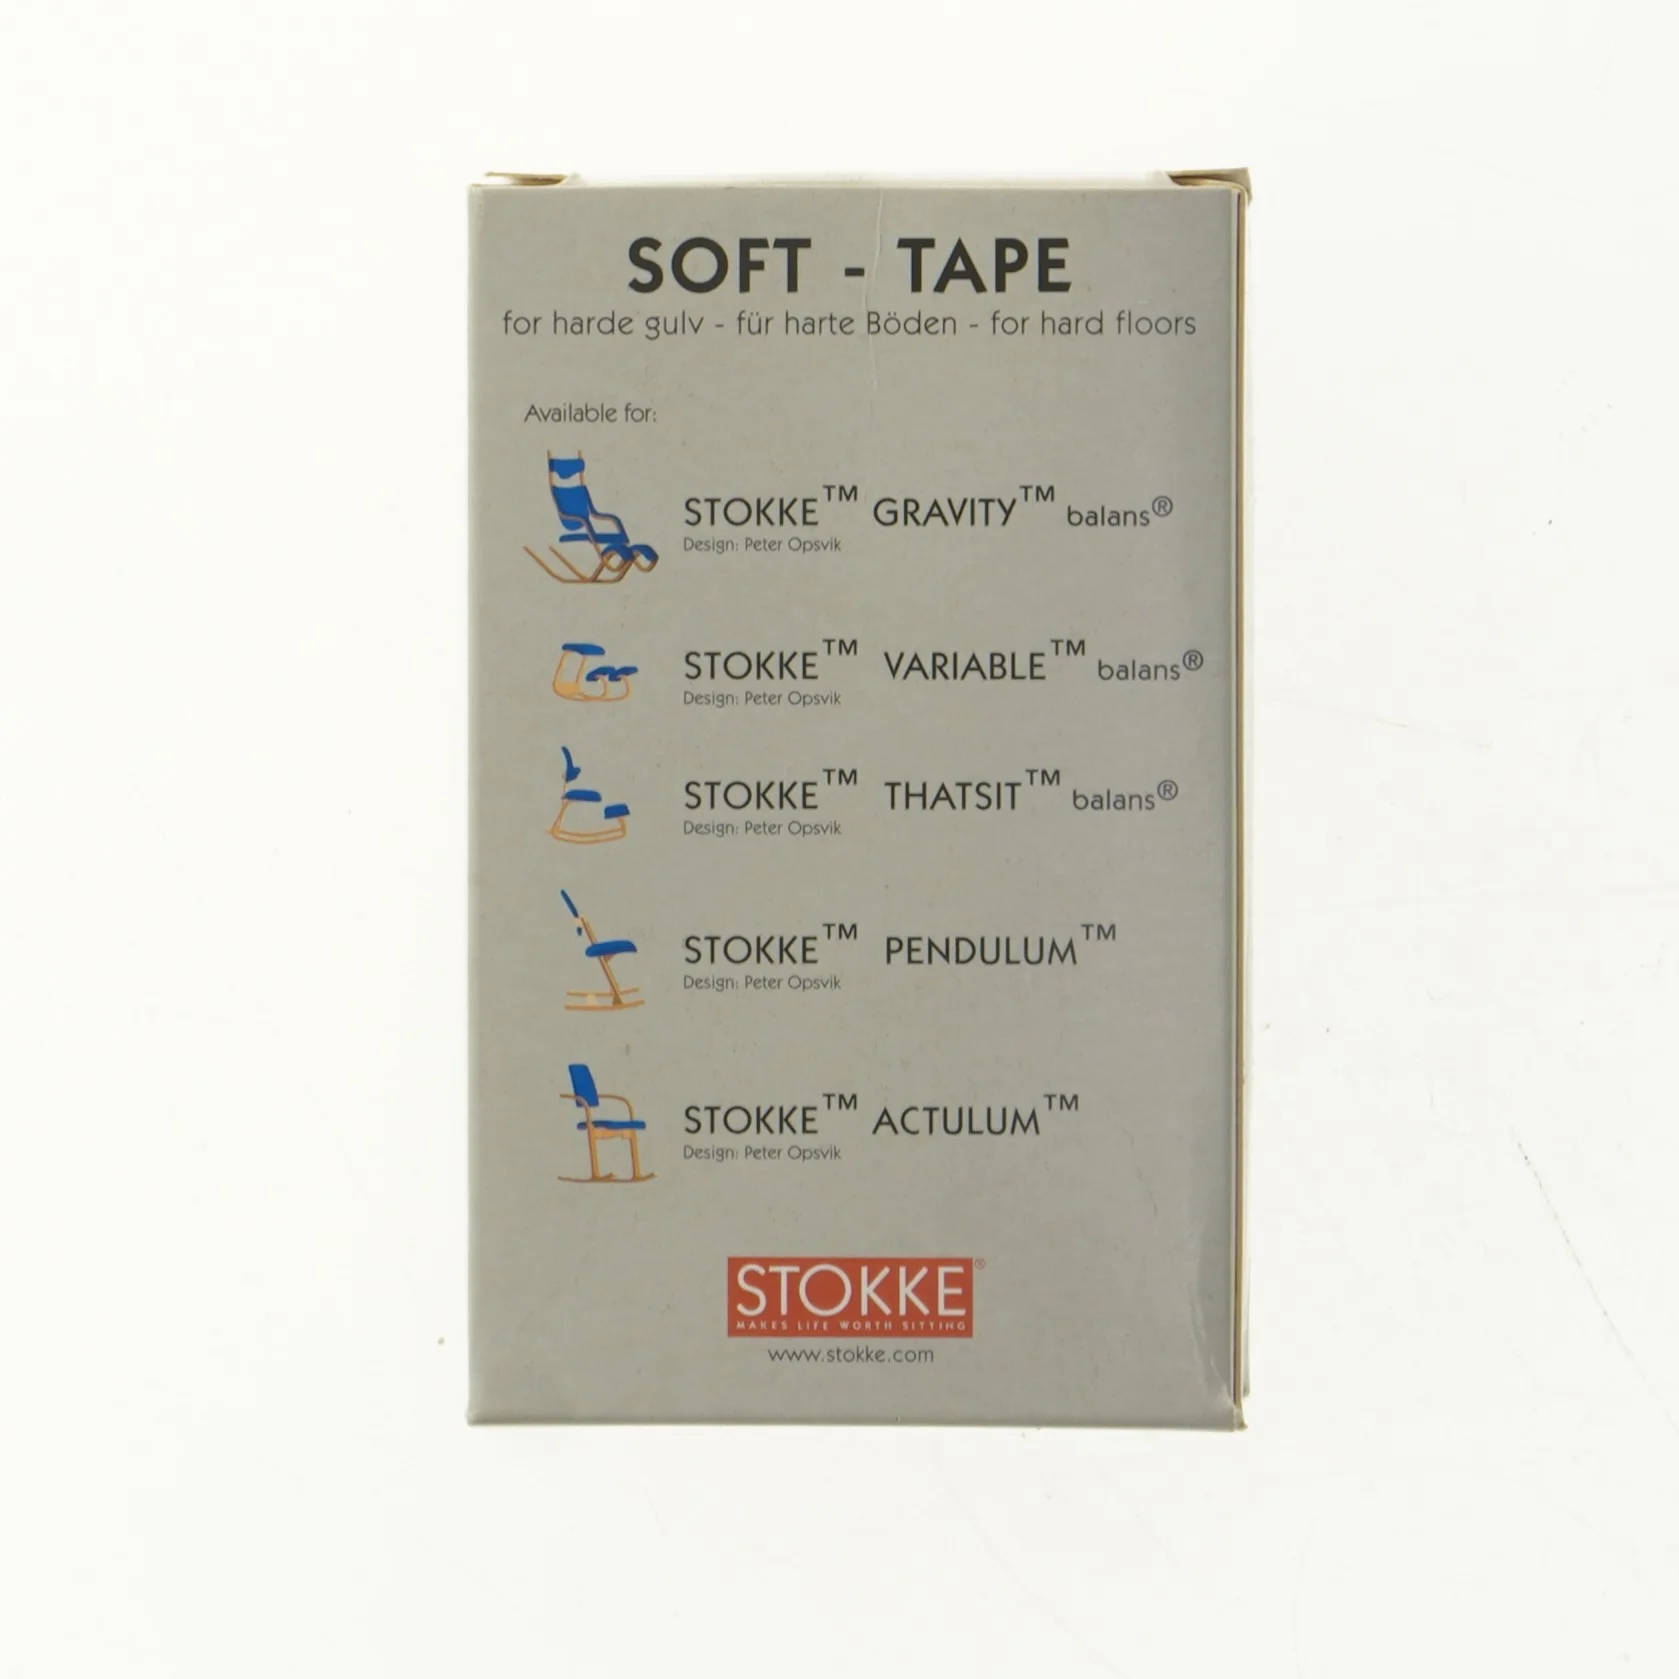 SOFT - TAPE
for harde gulv - für harte Böden - for hard floors
Available for:
STOKKE™ GRAVITY™ balans®
Design: Peter Opsvik
STOKKE™ VARIABLE™ balans®
Design: Peter Opsvik
STOKKE™ THATSIT™ balans®
Design: Peter Opsvik
STOKKE™ PENDULUM™
Design: Peter Opsvik
STOKKE™ ACTULUM™
Design: Peter Opsvik
STOKKE®
MAKES LIFE WORTH SITTING
www.stokke.com